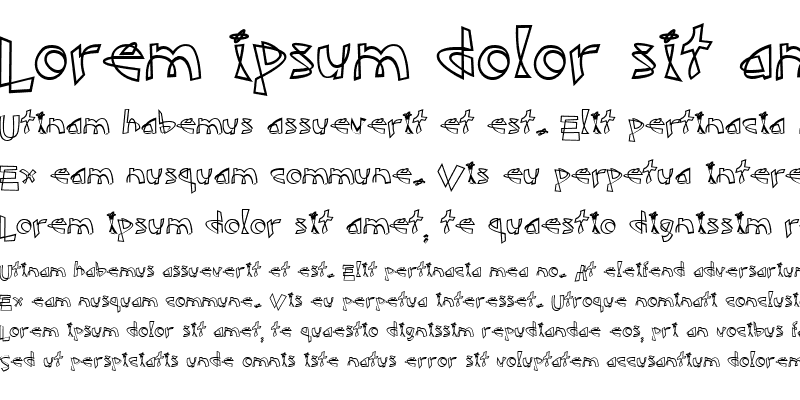 Lorem ipsum dolor sit am
Utinam habemus assueverit et est. Elit pertinacia
Ex eam nusquam commune. Vis eu perpetua intere
Lorem ipsum dolor sit amet, te quaestio dignissim r
Utinam habemus assueverit et est. Elit pertinacia mea no. At eleifend adversarium
Ex eam nusquam commune. Vis eu perpetua interesset. Utroque nominati conclusi
Lorem ipsum dolor sit amet, te quaestio dignissim repudiandae eos, pri an vocibus f
Sed ut perspiciatis unde omnis iste natus error sit voluptatem accusantium dolorem